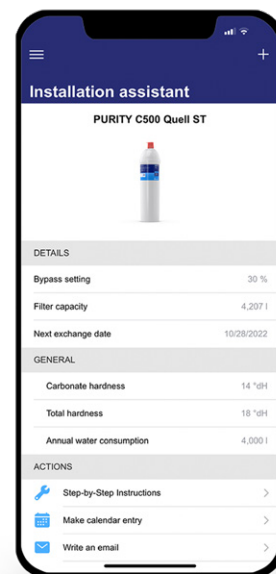 Installation assistant
PURITY C500 Quell ST
DETAILS
Bypass setting 30 %
Filter capacity 4,207 l
Next exchange date 10/28/2022
GENERAL
Carbonate hardness 14 °dH
Total hardness 18 °dH
Annual water consumption 4,000 l
ACTIONS
Step-by-Step Instructions
Make calendar entry
Write an email